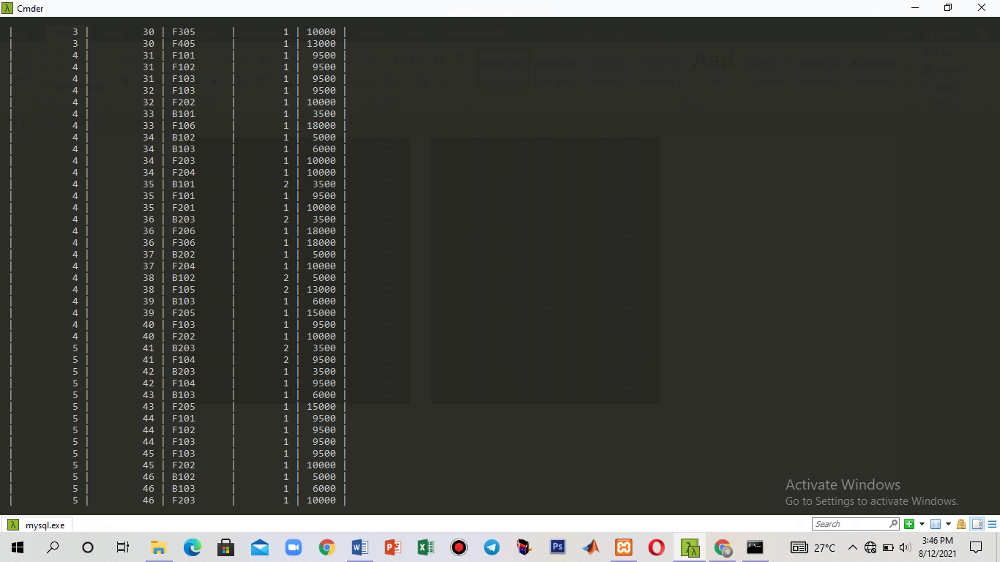 Cmder
| 3 | 30 | F305 | 1 | 10000 |
| 3 | 30 | F405 | 1 | 13000 |
| 4 | 31 | F101 | 1 | 9500 |
| 4 | 31 | F102 | 1 | 9500 |
| 4 | 31 | F103 | 1 | 9500 |
| 4 | 32 | F103 | 1 | 9500 |
| 4 | 32 | F202 | 1 | 10000 |
| 4 | 33 | B101 | 1 | 3500 |
| 4 | 33 | F106 | 1 | 18000 |
| 4 | 34 | B102 | 1 | 5000 |
| 4 | 34 | B103 | 1 | 6000 |
| 4 | 34 | F203 | 1 | 10000 |
| 4 | 34 | F204 | 1 | 10000 |
| 4 | 35 | B101 | 2 | 3500 |
| 4 | 35 | F101 | 1 | 9500 |
| 4 | 35 | F201 | 1 | 10000 |
| 4 | 36 | B203 | 2 | 3500 |
| 4 | 36 | F206 | 1 | 18000 |
| 4 | 36 | F306 | 1 | 18000 |
| 4 | 37 | B202 | 1 | 5000 |
| 4 | 37 | F204 | 1 | 10000 |
| 4 | 38 | B102 | 2 | 5000 |
| 4 | 38 | F105 | 2 | 13000 |
| 4 | 39 | B103 | 1 | 6000 |
| 4 | 39 | F205 | 1 | 15000 |
| 4 | 40 | F103 | 1 | 9500 |
| 4 | 40 | F202 | 1 | 10000 |
| 5 | 41 | B203 | 2 | 3500 |
| 5 | 41 | F104 | 2 | 9500 |
| 5 | 42 | B203 | 1 | 3500 |
| 5 | 42 | F104 | 1 | 9500 |
| 5 | 43 | B103 | 1 | 6000 |
| 5 | 43 | F205 | 1 | 15000 |
| 5 | 44 | F101 | 1 | 9500 |
| 5 | 44 | F102 | 1 | 9500 |
| 5 | 44 | F103 | 1 | 9500 |
| 5 | 45 | F103 | 1 | 9500 |
| 5 | 45 | F202 | 1 | 10000 |
| 5 | 46 | B102 | 1 | 5000 |
| 5 | 46 | B103 | 1 | 6000 |
| 5 | 46 | F203 | 1 | 10000 |
Activate Windows
Go to Settings to activate Windows.
mysql.exe
Search
27°C
3:46 PM
8/12/2021